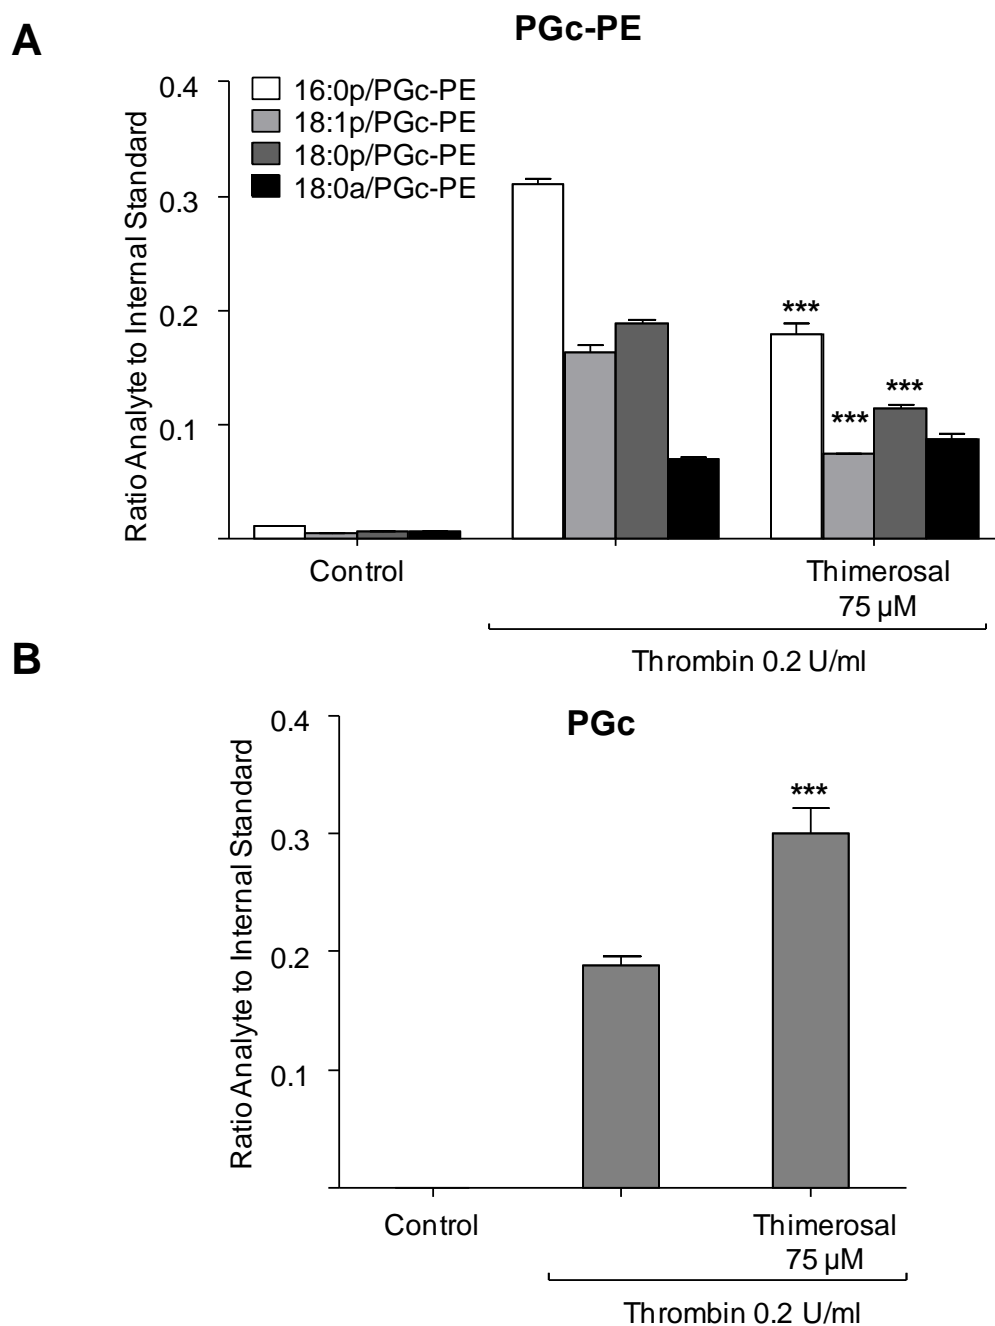 A
PGc-PE
Ratio Analyte to Internal Standard
0.4
0.3
0.2
0.1
16:0p/PGc-PE
18:1p/PGc-PE
18:0p/PGc-PE
18:0a/PGc-PE
***
***
***
Control
Thimerosal
75 µM
Thrombin 0.2 U/ml
B
PGc
Ratio Analyte to Internal Standard
0.4
0.3
0.2
0.1
***
Control
Thimerosal
75 µM
Thrombin 0.2 U/ml